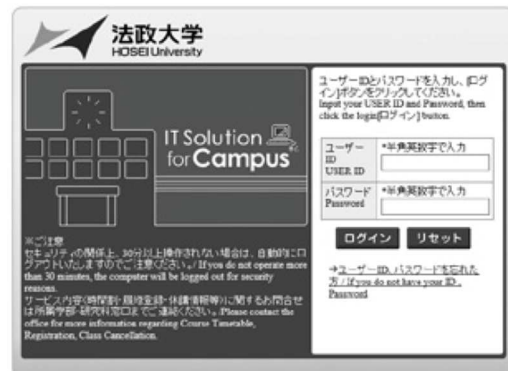 法政大学
HOSEI University
IT Solution
for Campus
※ご注意
セキュリティの関係上、30分以上操作されない場合は、自動的にロ
グアウトいたしますのでご注意ください。/ If you do not operate more
than 30 minutes, the computer will be logged out for security
reasons.
サービス内容(時間割・履修登録・休講情報等)に関するお問合せ
は所属学部・研究科窓口までご連絡ください。/Please contact the
office for more information regarding Course Timetable,
Registration, Class Cancellation.
ユーザーIDとパスワードを入力し、[ログ
イン]ボタンをクリックしてください。
Input your USER ID and Password, then
click the login[ログイン] button.
ユーザー
ID
USER ID
*半角英数字で入力
パスワード
Password
*半角英数字で入力
ログイン リセット
→ユーザーID、パスワードを忘れた
方 / If you do not have your ID,
Password